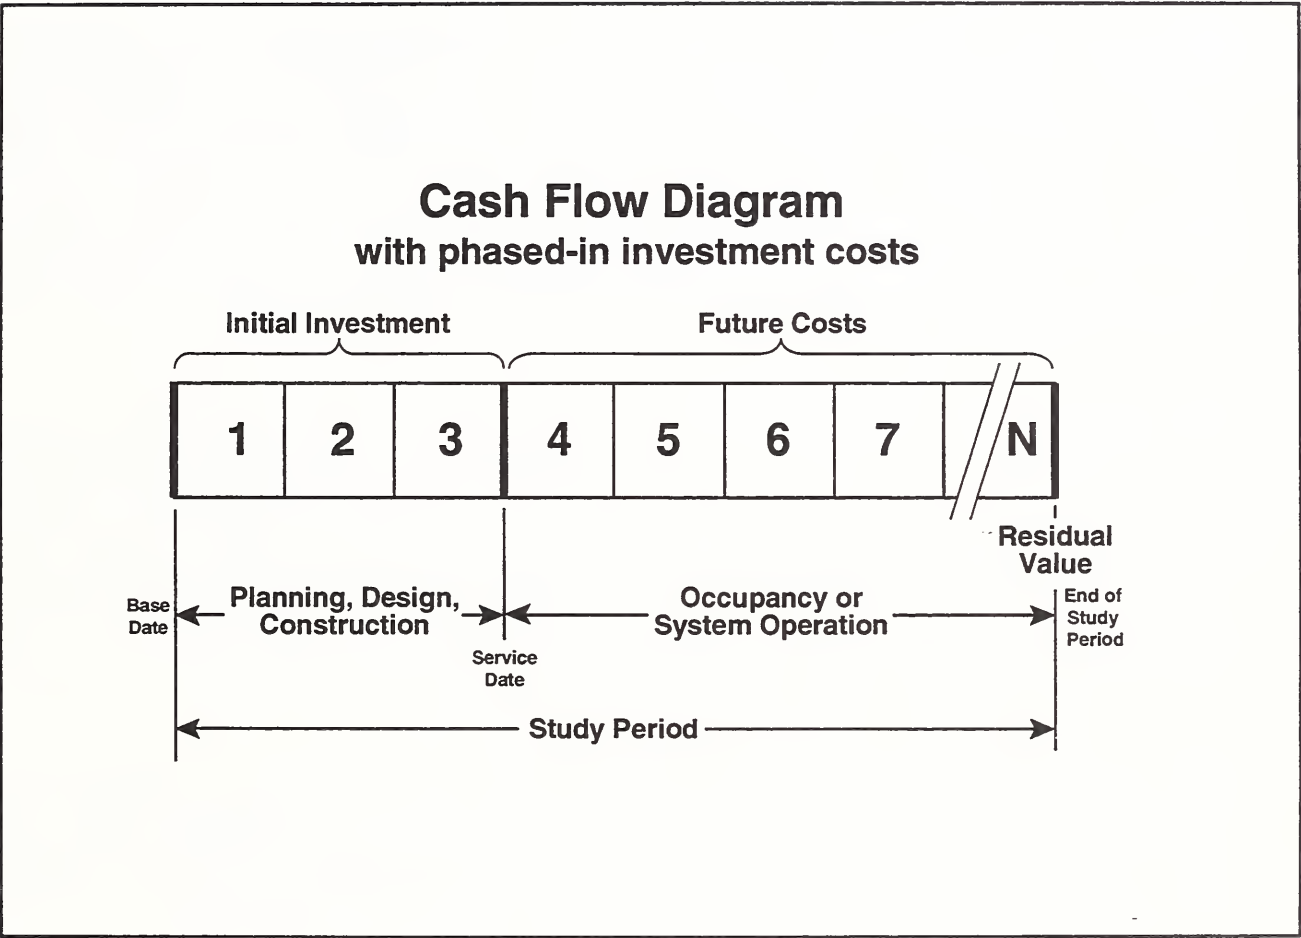 Cash Flow Diagram
with phased-in investment costs
Initial Investment
Future Costs
1 2 3 4 5 6 7 N
Residual
Value
Base
Date
Planning, Design,
Construction
Service
Date
Occupancy or
System Operation
End of
Study
Period
Study Period